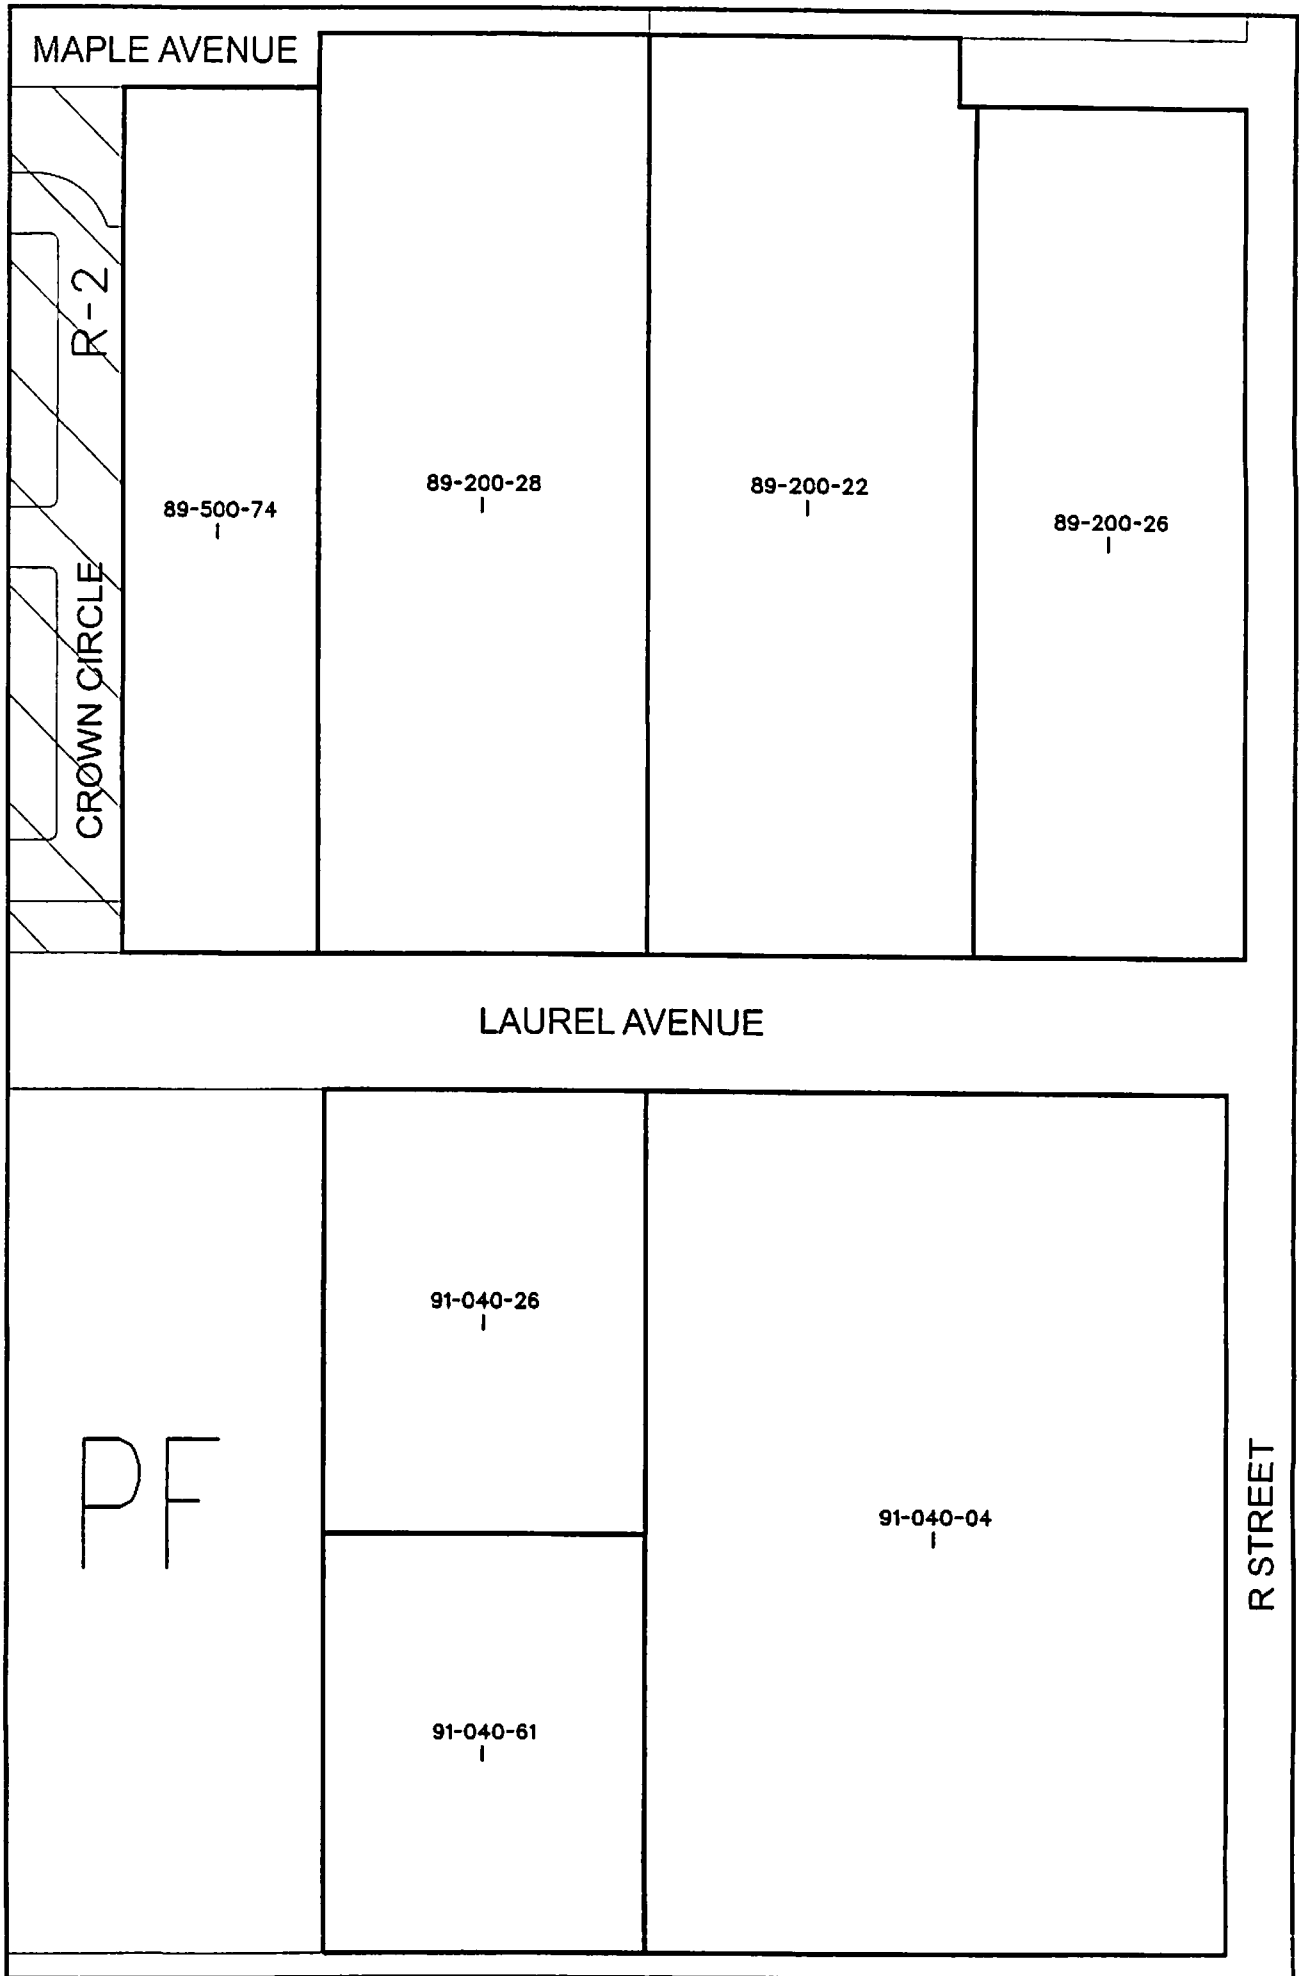 MAPLE AVENUE
R-2
89-200-28
I
89-200-22
I
89-500-74
I
89-200-26
I
CROWN CIRCLE
LAUREL AVENUE
91-040-26
I
PF
91-040-04
I
R STREET
91-040-61
I